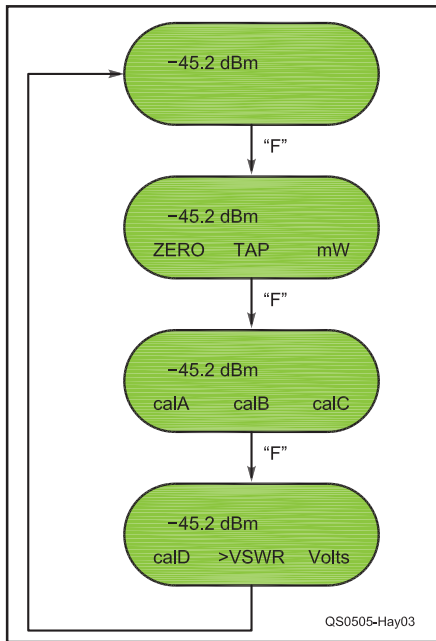 −45.2 dBm
“F”
−45.2 dBm
ZERO TAP mW
“F”
−45.2 dBm
calA calB calC
“F”
−45.2 dBm
calD >VSWR Volts
QS0505-Hay03